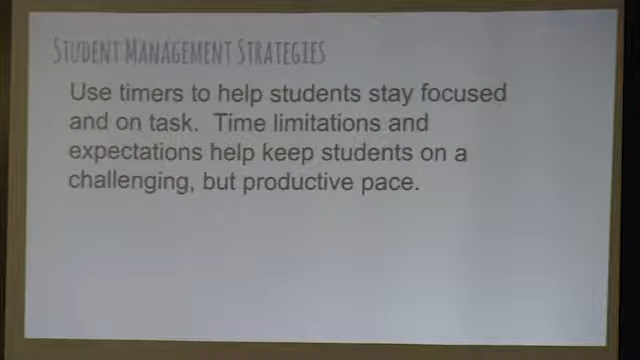 STUDENT MANAGEMENT STRATEGIES
Use timers to help students stay focused
and on task. Time limitations and
expectations help keep students on a
challenging, but productive pace.